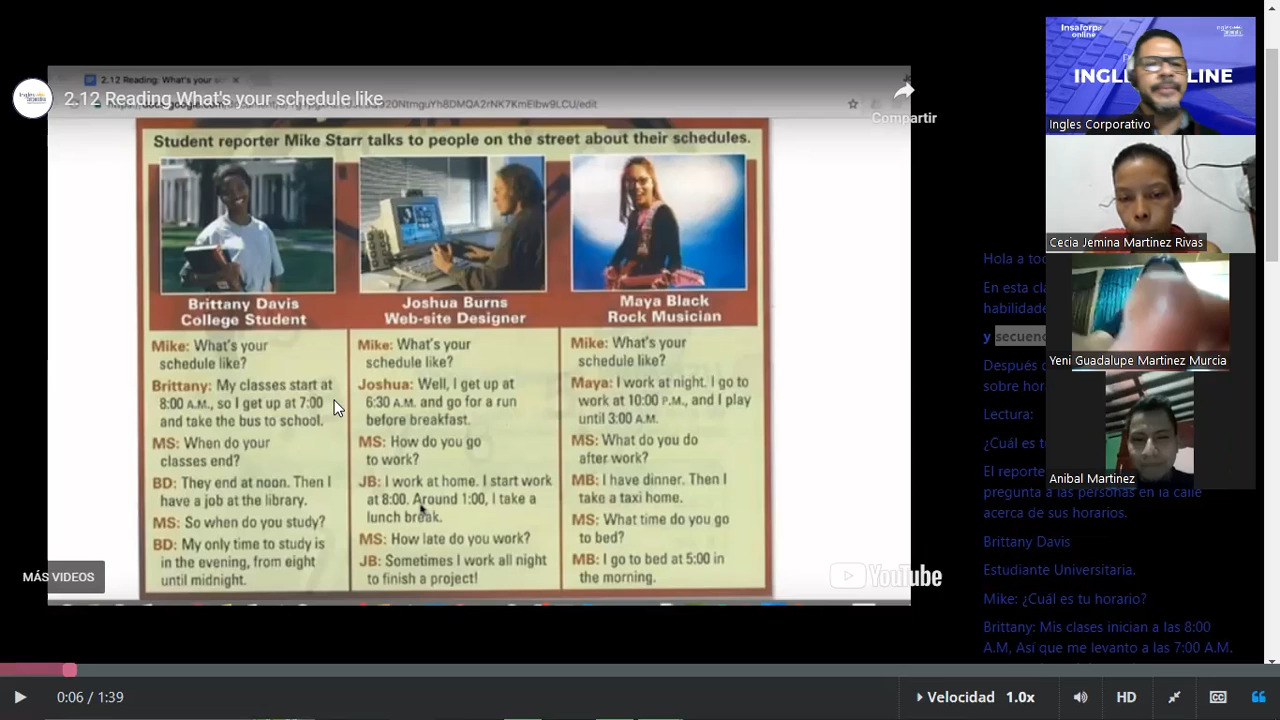 2.12 Reading: What's your
2.12 Reading What's your schedule like
Compartir
Student reporter Mike Starr talks to people on the street about their schedules.
Brittany Davis
College Student
Mike: What's your
schedule like?
Brittany: My classes start at
8:00 A.M., so I get up at 7:00
and take the bus to school.
MS: When do your
classes end?
BD: They end at noon. Then I
have a job at the library.
MS: So when do you study?
BD: My only time to study is
in the evening, from eight
until midnight.
Joshua Burns
Web-site Designer
Mike: What's your
schedule like?
Joshua: Well, I get up at
6:30 A.M. and go for a run
before breakfast.
MS: How do you go
to work?
JB: I work at home. I start work
at 8:00. Around 1:00, I take a
lunch break.
MS: How late do you work?
JB: Sometimes I work all night
to finish a project!
Maya Black
Rock Musician
Mike: What's your
schedule like?
Maya: I work at night. I go to
work at 10:00 P.M., and I play
until 3:00 A.M.
MS: What do you do
after work?
MB: I have dinner. Then I
take a taxi home.
MS: What time do you go
to bed?
MB: I go to bed at 5:00 in
the morning.
MÁS VIDEOS
YouTube
Hola a
En esta
habilidade
y secuenc
Después
sobre hor
Lectura:
¿Cuál es
El reporte
pregunta a las personas en la calle
acerca de sus horarios.
Brittany Davis
Estudiante Universitaria.
Mike: ¿Cuál es tu horario?
Brittany: Mis clases inician a las 8:00
A.M, Así que me levanto a las 7:00 A.M.
Insaforp
online
Ingles Corporativo
Cecia Jemina Martinez Rivas
Yeni Guadalupe Martinez Murcia
Anibal Martinez
0:06 / 1:39
Velocidad 1.0x
HD